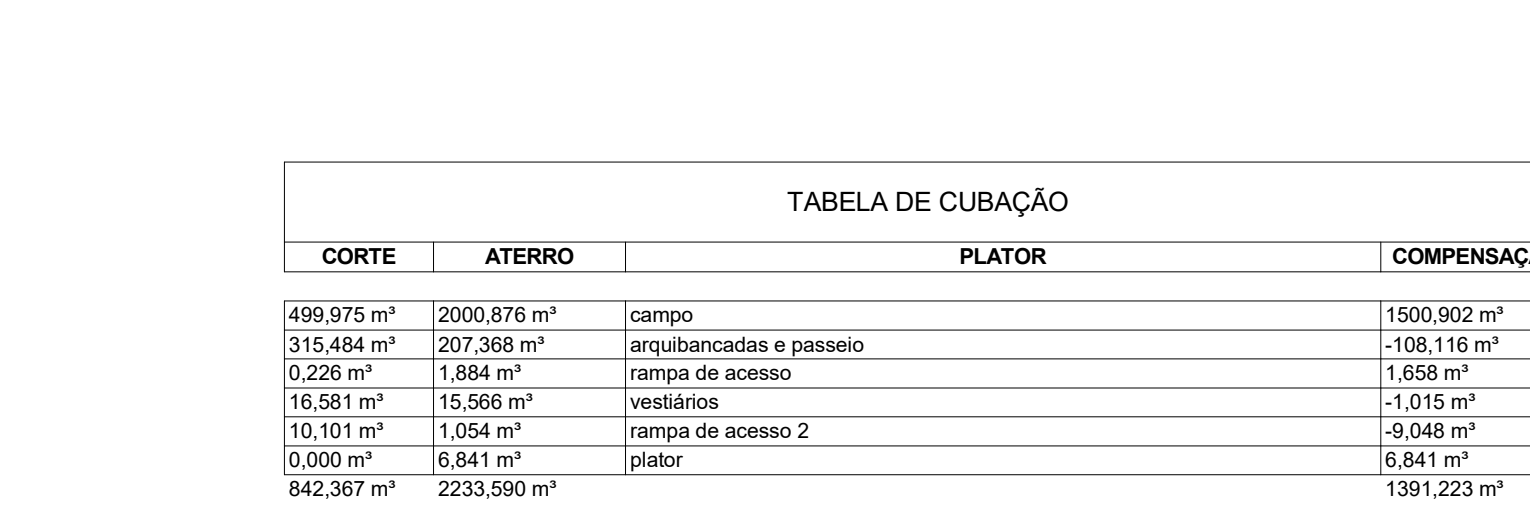 TABELA DE CUBAÇÃO
CORTE ATERRO PLATOR COMPENSAÇ
499,975 m³ 2000,876 m³ campo 1500,902 m³
315,484 m³ 207,368 m³ arquibancadas e passeio -108,116 m³
0,226 m³ 1,884 m³ rampa de acesso 1,658 m³
16,581 m³ 15,566 m³ vestiários -1,015 m³
10,101 m³ 1,054 m³ rampa de acesso 2 -9,048 m³
0,000 m³ 6,841 m³ plator 6,841 m³
842,367 m³ 2233,590 m³ 1391,223 m³